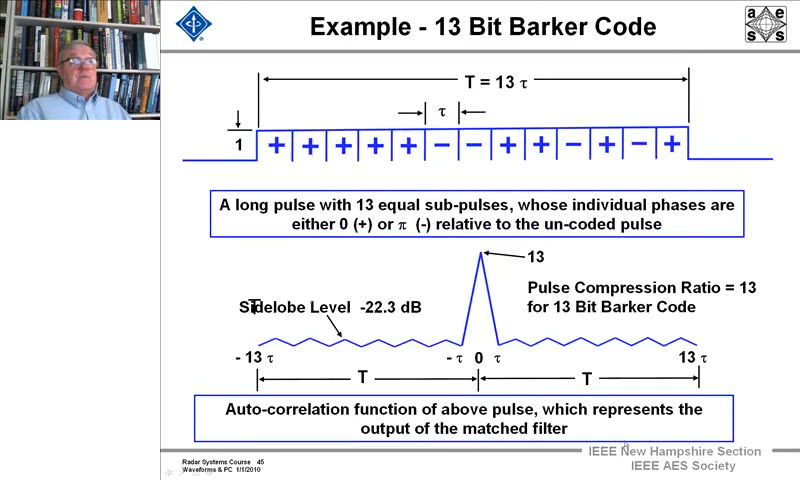 Example - 13 Bit Barker Code
a e
s s
T = 13 τ
τ
1
+ + + + + − − + + − + − +
A long pulse with 13 equal sub-pulses, whose individual phases are
either 0 (+) or π (-) relative to the un-coded pulse
13
Pulse Compression Ratio = 13
for 13 Bit Barker Code
Sidelobe Level -22.3 dB
T
- 13 τ - τ 0 τ 13 τ
T T
Auto-correlation function of above pulse, which represents the
output of the matched filter
Radar Systems Course 45
Waveforms & PC 1/1/2010
IEEE New Hampshire Section
IEEE AES Society